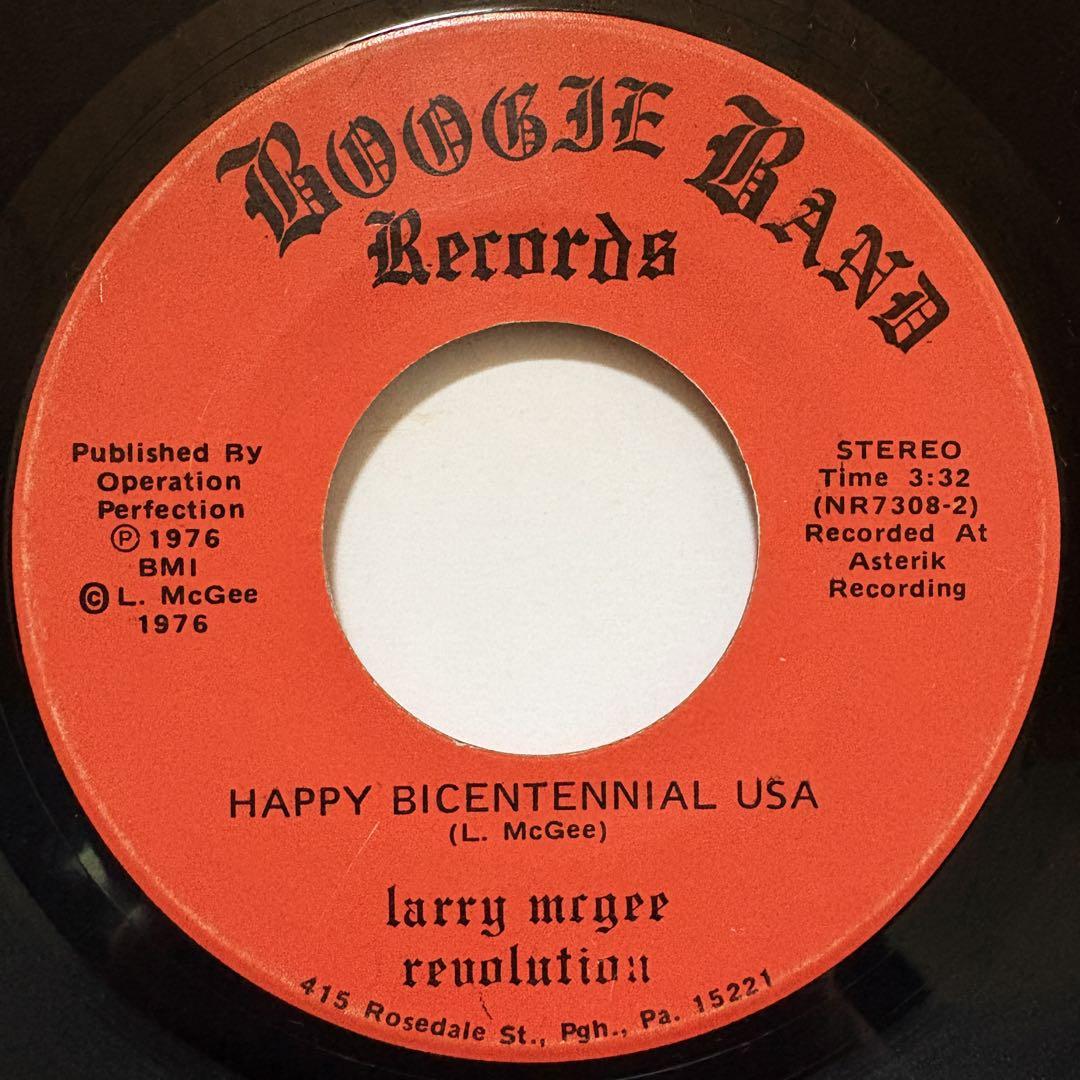 BOOGIE BAND
Records
Published By
Operation
Perfection
℗ 1976
BMI
© L. McGee
1976
STEREO
Time 3:32
(NR7308-2)
Recorded At
Asterik
Recording
HAPPY BICENTENNIAL USA
(L. McGee)
larry mcgee
revolution
415 Rosedale St., Pgh., Pa. 15221